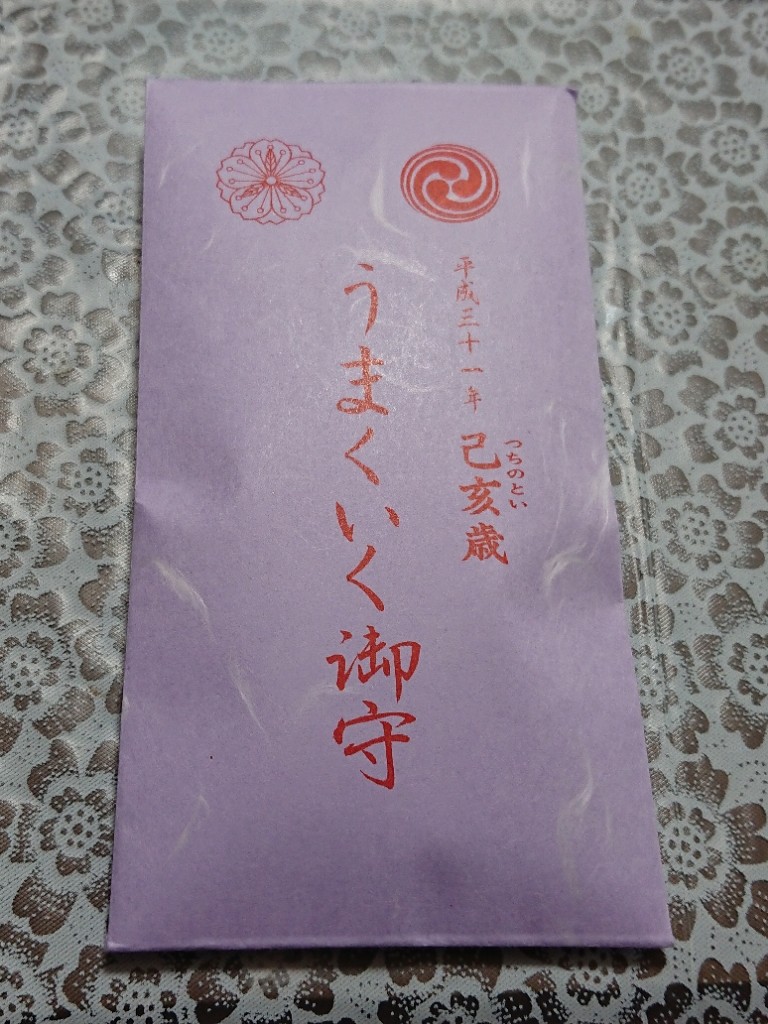 平成三十一年 己亥歳
つちのとい
うまくいく御守